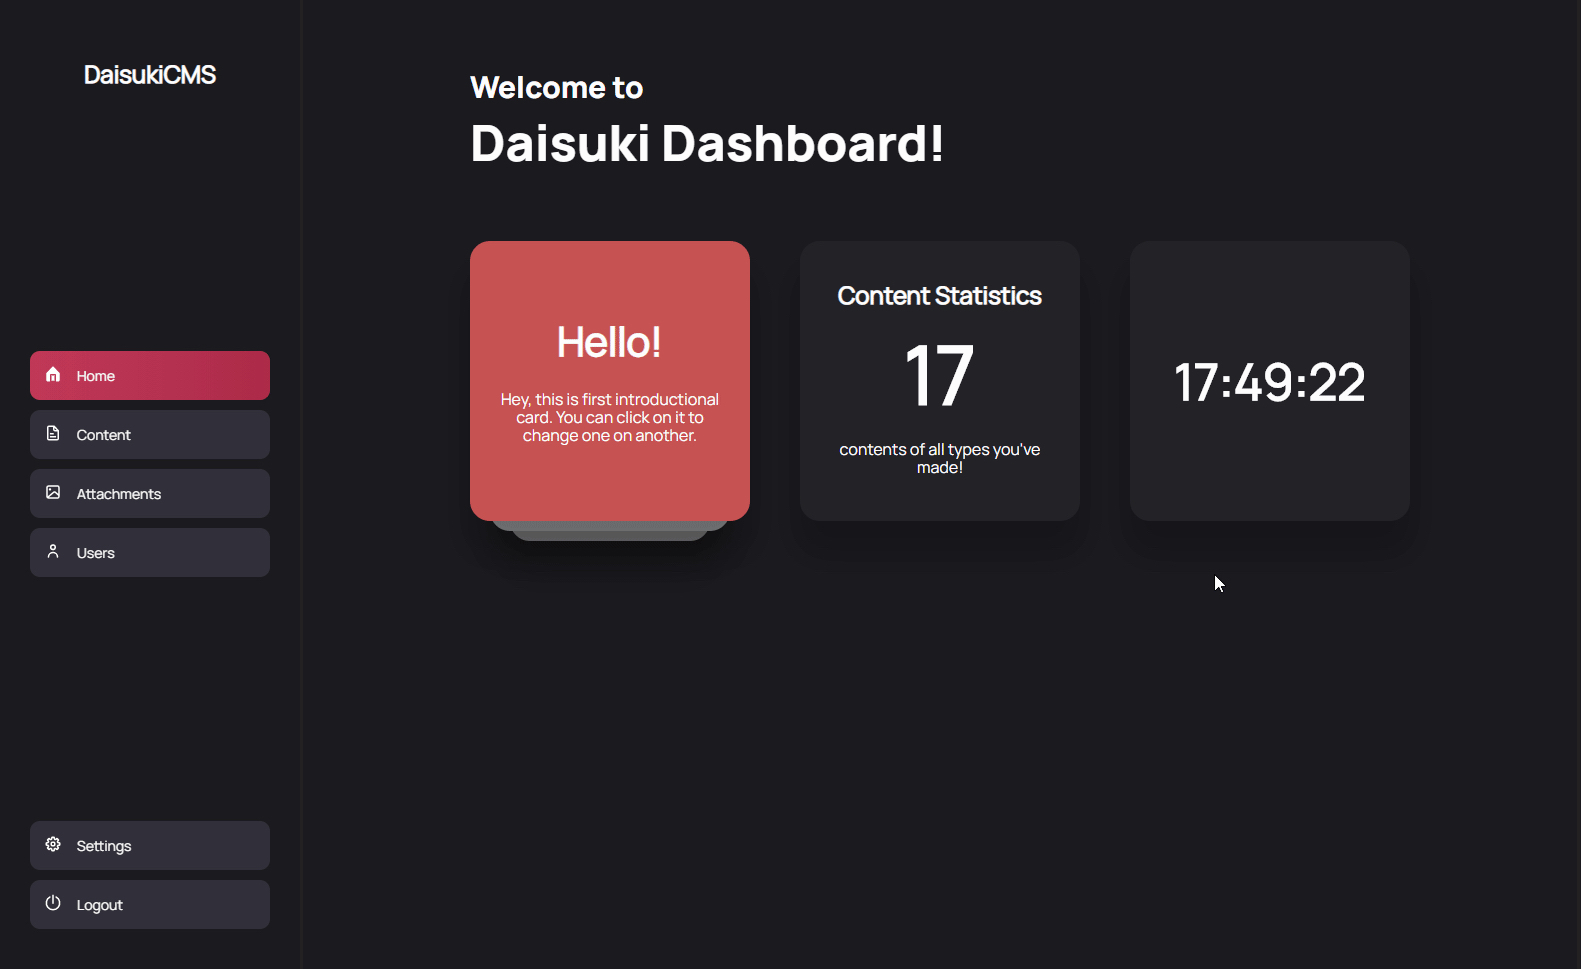 DaisukiCMS
Home
Content
Attachments
Users
Settings
Logout
Welcome to
Daisuki Dashboard!
Hello!
Hey, this is first introductional
card. You can click on it to
change one on another.
Content Statistics
17
contents of all types you've
made!
17:49:22